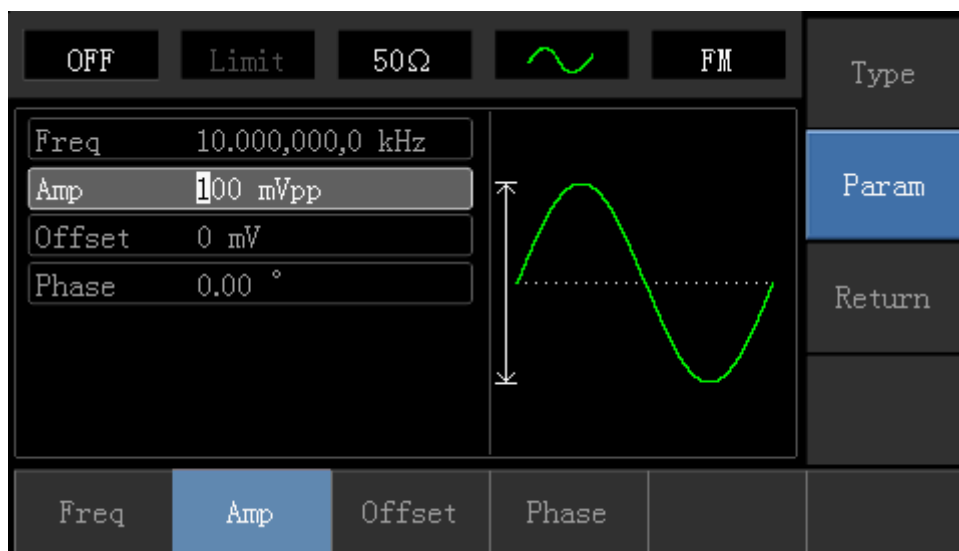 OFF Limit 50Ω FM
Type
Freq 10.000,000,0 kHz
Amp 100 mVpp
Param
Offset 0 mV
Phase 0.00 °
Return
Freq Amp Offset Phase